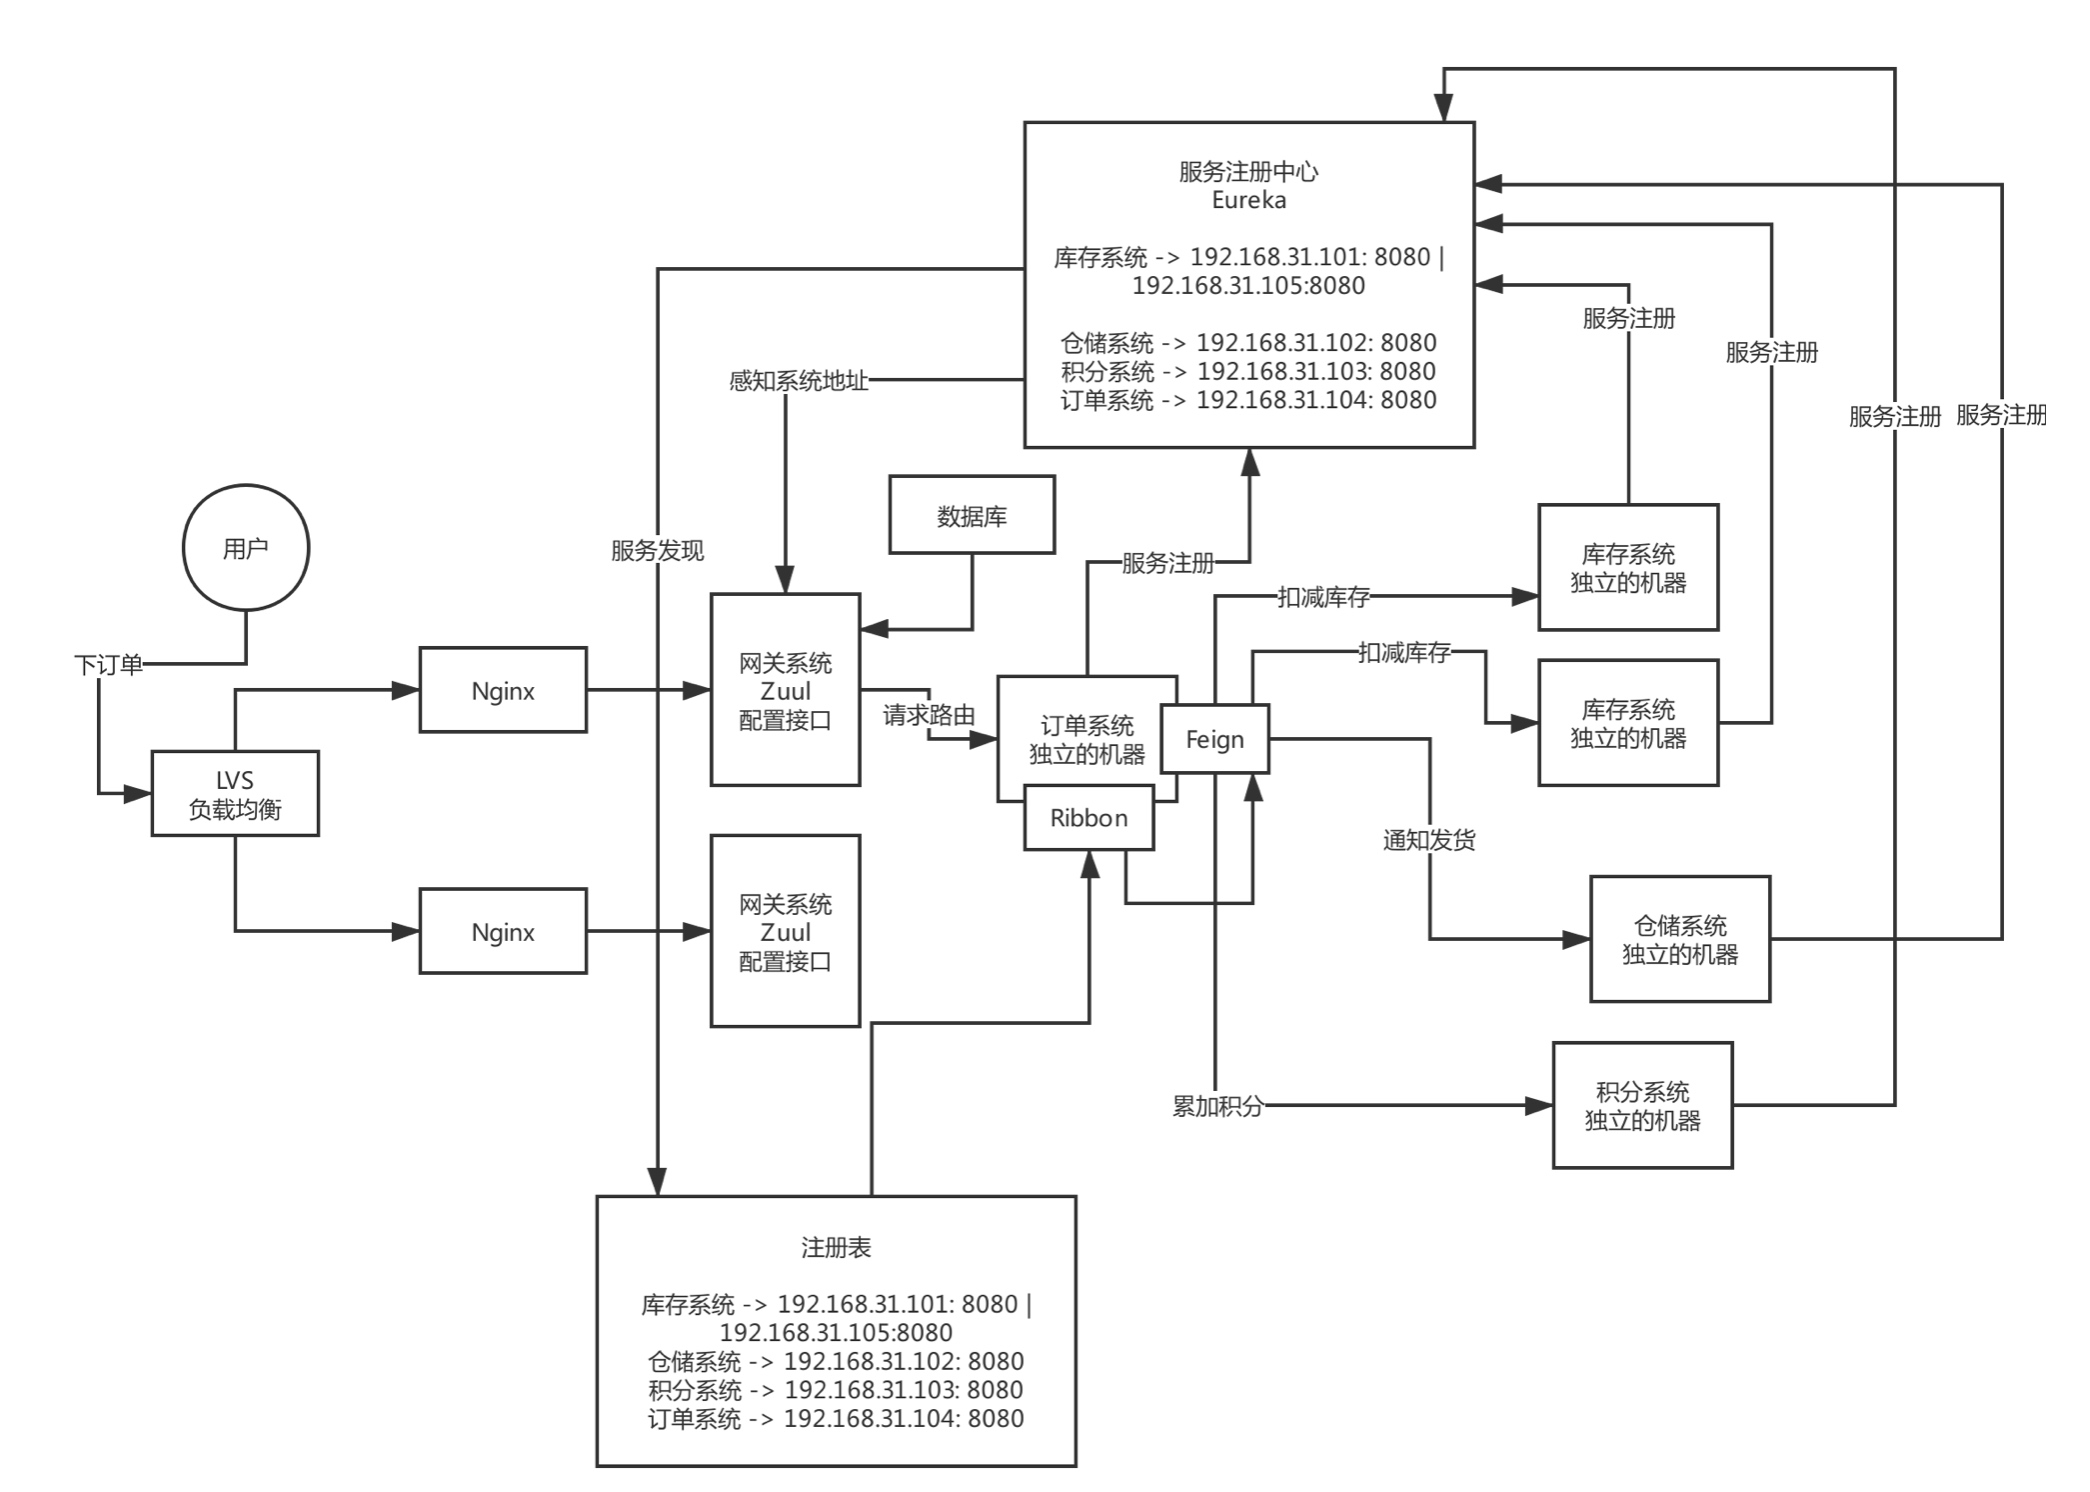 服务注册中心
Eureka
库存系统 -> 192.168.31.101: 8080 |
192.168.31.105:8080
仓储系统 -> 192.168.31.102: 8080
积分系统 -> 192.168.31.103: 8080
订单系统 -> 192.168.31.104: 8080
服务注册
服务注册
服务注册
服务注册
感知系统地址
数据库
用户
服务发现
服务注册
扣减库存
库存系统
独立的机器
下订单
Nginx
网关系统
Zuul
配置接口
请求路由
订单系统
独立的机器
Feign
Ribbon
扣减库存
库存系统
独立的机器
LVS
负载均衡
通知发货
Nginx
网关系统
Zuul
配置接口
仓储系统
独立的机器
累加积分
积分系统
独立的机器
注册表
库存系统 -> 192.168.31.101: 8080 |
192.168.31.105:8080
仓储系统 -> 192.168.31.102: 8080
积分系统 -> 192.168.31.103: 8080
订单系统 -> 192.168.31.104: 8080